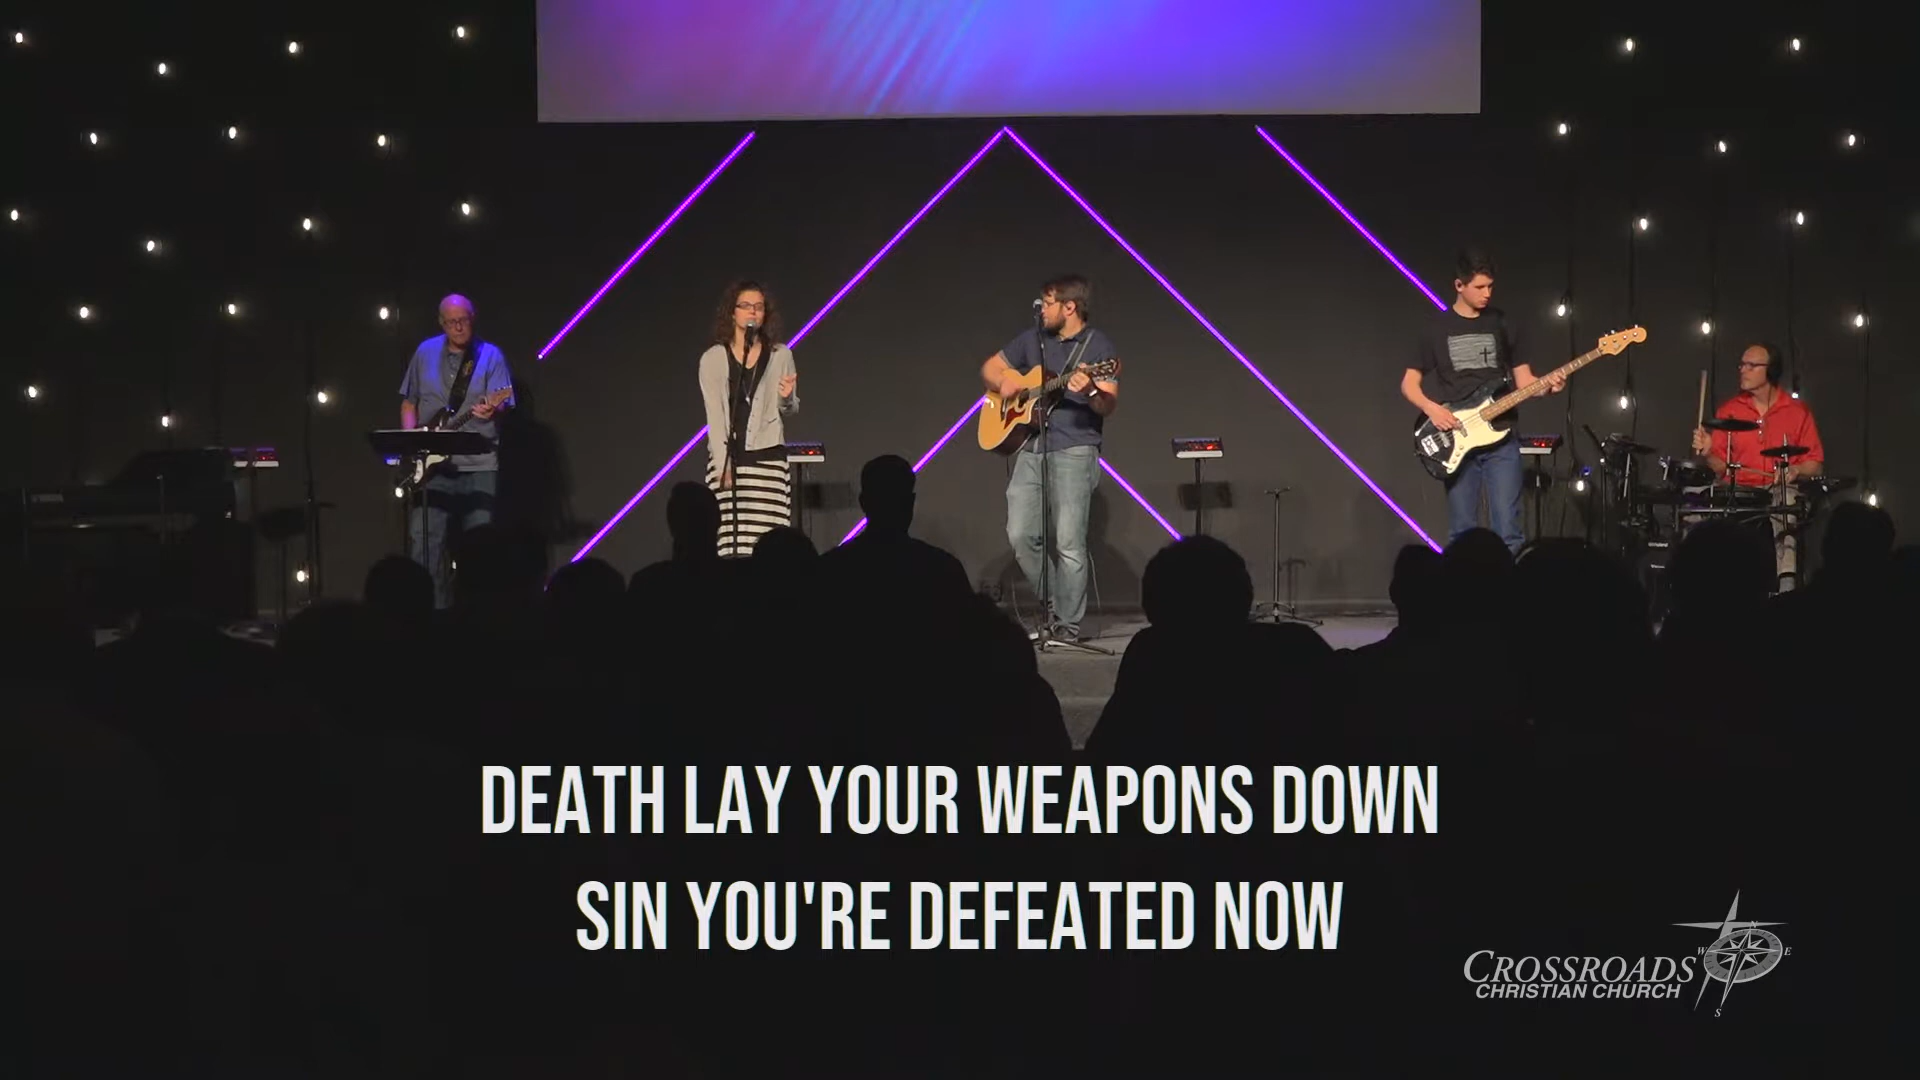 DEATH LAY YOUR WEAPONS DOWN
SIN YOU'RE DEFEATED NOW
N
W E
CROSSROADS
CHRISTIAN CHURCH
S